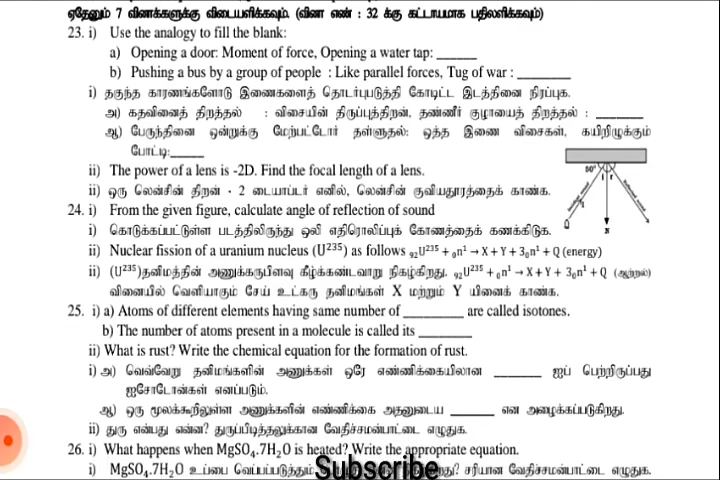 ஏதேனும் 7 வினாக்களுக்கு விடையளிக்கவும். (வினா எண் : 32 க்கு கட்டாயமாக பதிலளிக்கவும்)
23. i) Use the analogy to fill the blank:
a) Opening a door: Moment of force, Opening a water tap: ______
b) Pushing a bus by a group of people : Like parallel forces, Tug of war : ________
i) தகுந்த காரணங்களோடு இணைகளைத் தொடர்புபடுத்தி கோடிட்ட இடத்தினை நிரப்புக.
அ) கதவினைத் திறத்தல் : விசையின் திருப்புத்திறன், தண்ணீர் குழாயைத் திறத்தல் : ______
ஆ) பேருந்தினை ஒன்றுக்கு மேற்பட்டோர் தள்ளுதல்: ஒத்த இணை விசைகள், கயிறிழுக்கும்
போட்டி:_____
ii) The power of a lens is -2D. Find the focal length of a lens.
ii) ஒரு லென்சின் திறன் - 2 டையாப்டர் எனில், லென்சின் குவியதூரத்தைக் காண்க.
24. i) From the given figure, calculate angle of reflection of sound
i) கொடுக்கப்பட்டுள்ள படத்திலிருந்து ஒலி எதிரொலிப்புக் கோணத்தைக் கணக்கிடுக.
50°
i r
N
ii) Nuclear fission of a uranium nucleus (U²³⁵) as follows ₉₂U²³⁵ + ₀n¹ → X + Y + 3₀n¹ + Q (energy)
ii) (U²³⁵)தனிமத்தின் அணுக்கருபிளவு கீழ்க்கண்டவாறு நிகழ்கிறது. ₉₂U²³⁵ + ₀n¹ → X + Y + 3₀n¹ + Q (ஆற்றல்)
வினையில் வெளியாகும் சேய் உட்கரு தனிமங்கள் X மற்றும் Y யினைக் காண்க.
25. i) a) Atoms of different elements having same number of _________ are called isotones.
b) The number of atoms present in a molecule is called its ________
ii) What is rust? Write the chemical equation for the formation of rust.
i) அ) வெவ்வேறு தனிமங்களின் அணுக்கள் ஒரே எண்ணிக்கையிலான _______ ஐப் பெற்றிருப்பது
ஐசோடோன்கள் எனப்படும்.
ஆ) ஒரு மூலக்கூறிலுள்ள அணுக்களின் எண்ணிக்கை அதனுடைய ______ என அழைக்கப்படுகிறது.
ii) துரு என்பது என்ன? துருப்பிடித்தலுக்கான வேதிச்சமன்பாட்டை எழுதுக.
26. i) What happens when MgSO₄.7H₂O is heated? Write the appropriate equation.
i) MgSO₄.7H₂O உப்பை வெப்பப்படுத்தும் சரியான வேதிச்சமன்பாட்டை எழுதுக.
Subscribe